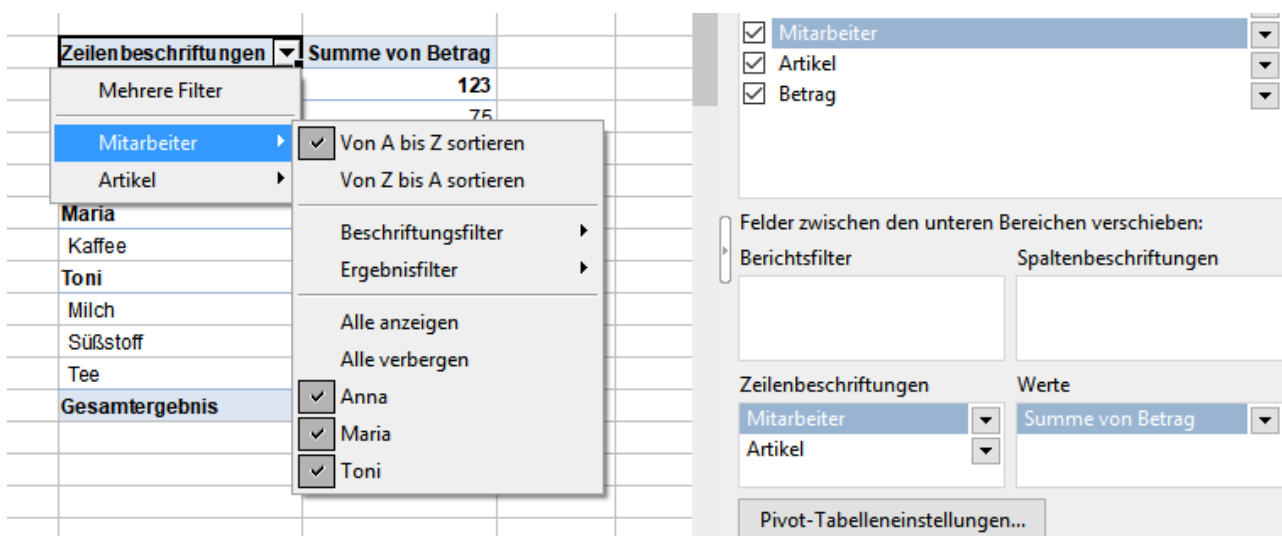 Zeilenbeschriftungen Summe von Betrag
Mehrere Filter
123
75
Mitarbeiter
Artikel
Von A bis Z sortieren
Von Z bis A sortieren
Beschriftungsfilter
Ergebnisfilter
Alle anzeigen
Alle verbergen
Anna
Maria
Toni
Maria
Kaffee
Toni
Milch
Süßstoff
Tee
Gesamtergebnis
Mitarbeiter
Artikel
Betrag
Felder zwischen den unteren Bereichen verschieben:
Berichtsfilter Spaltenbeschriftungen
Zeilenbeschriftungen Werte
Mitarbeiter Summe von Betrag
Artikel
Pivot-Tabelleneinstellungen...